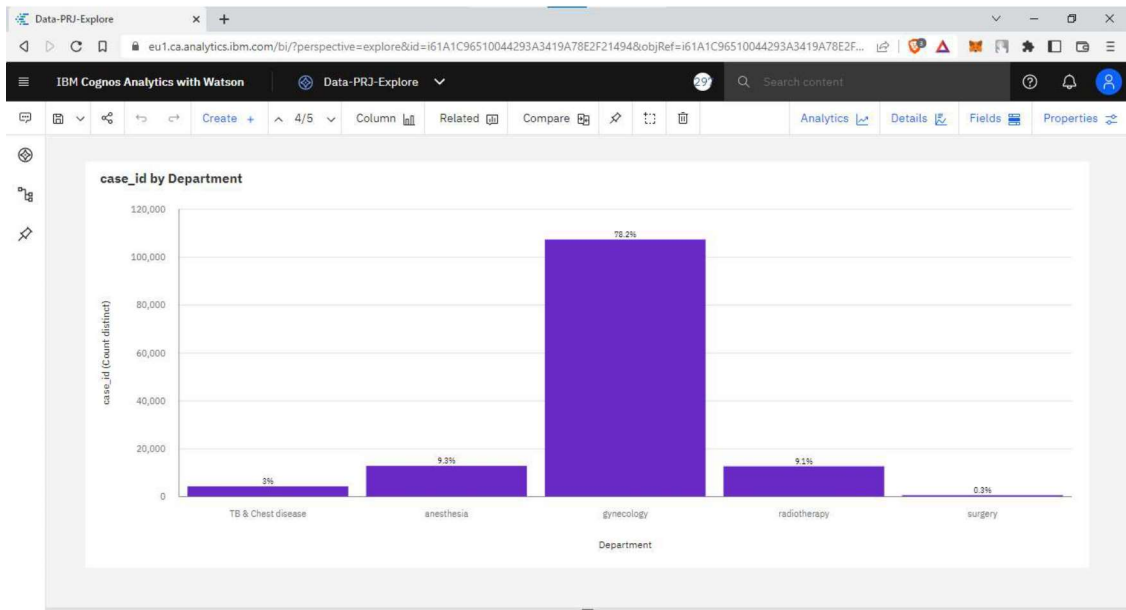 Data-PRJ-Explore
eu1.ca.analytics.ibm.com/bi/?perspective=explore&id=i61A1C96510044293A3419A78E2F21494&objRef=i61A1C96510044293A3419A78E2F...
IBM Cognos Analytics with Watson Data-PRJ-Explore Search content
Create + 4/5 Column Related Compare Analytics Details Fields Properties
case_id by Department
120,000
100,000
80,000
60,000
40,000
20,000
0
case_id (Count distinct)
3%
9.3%
78.2%
9.1%
0.3%
TB & Chest disease anesthesia gynecology radiotherapy surgery
Department